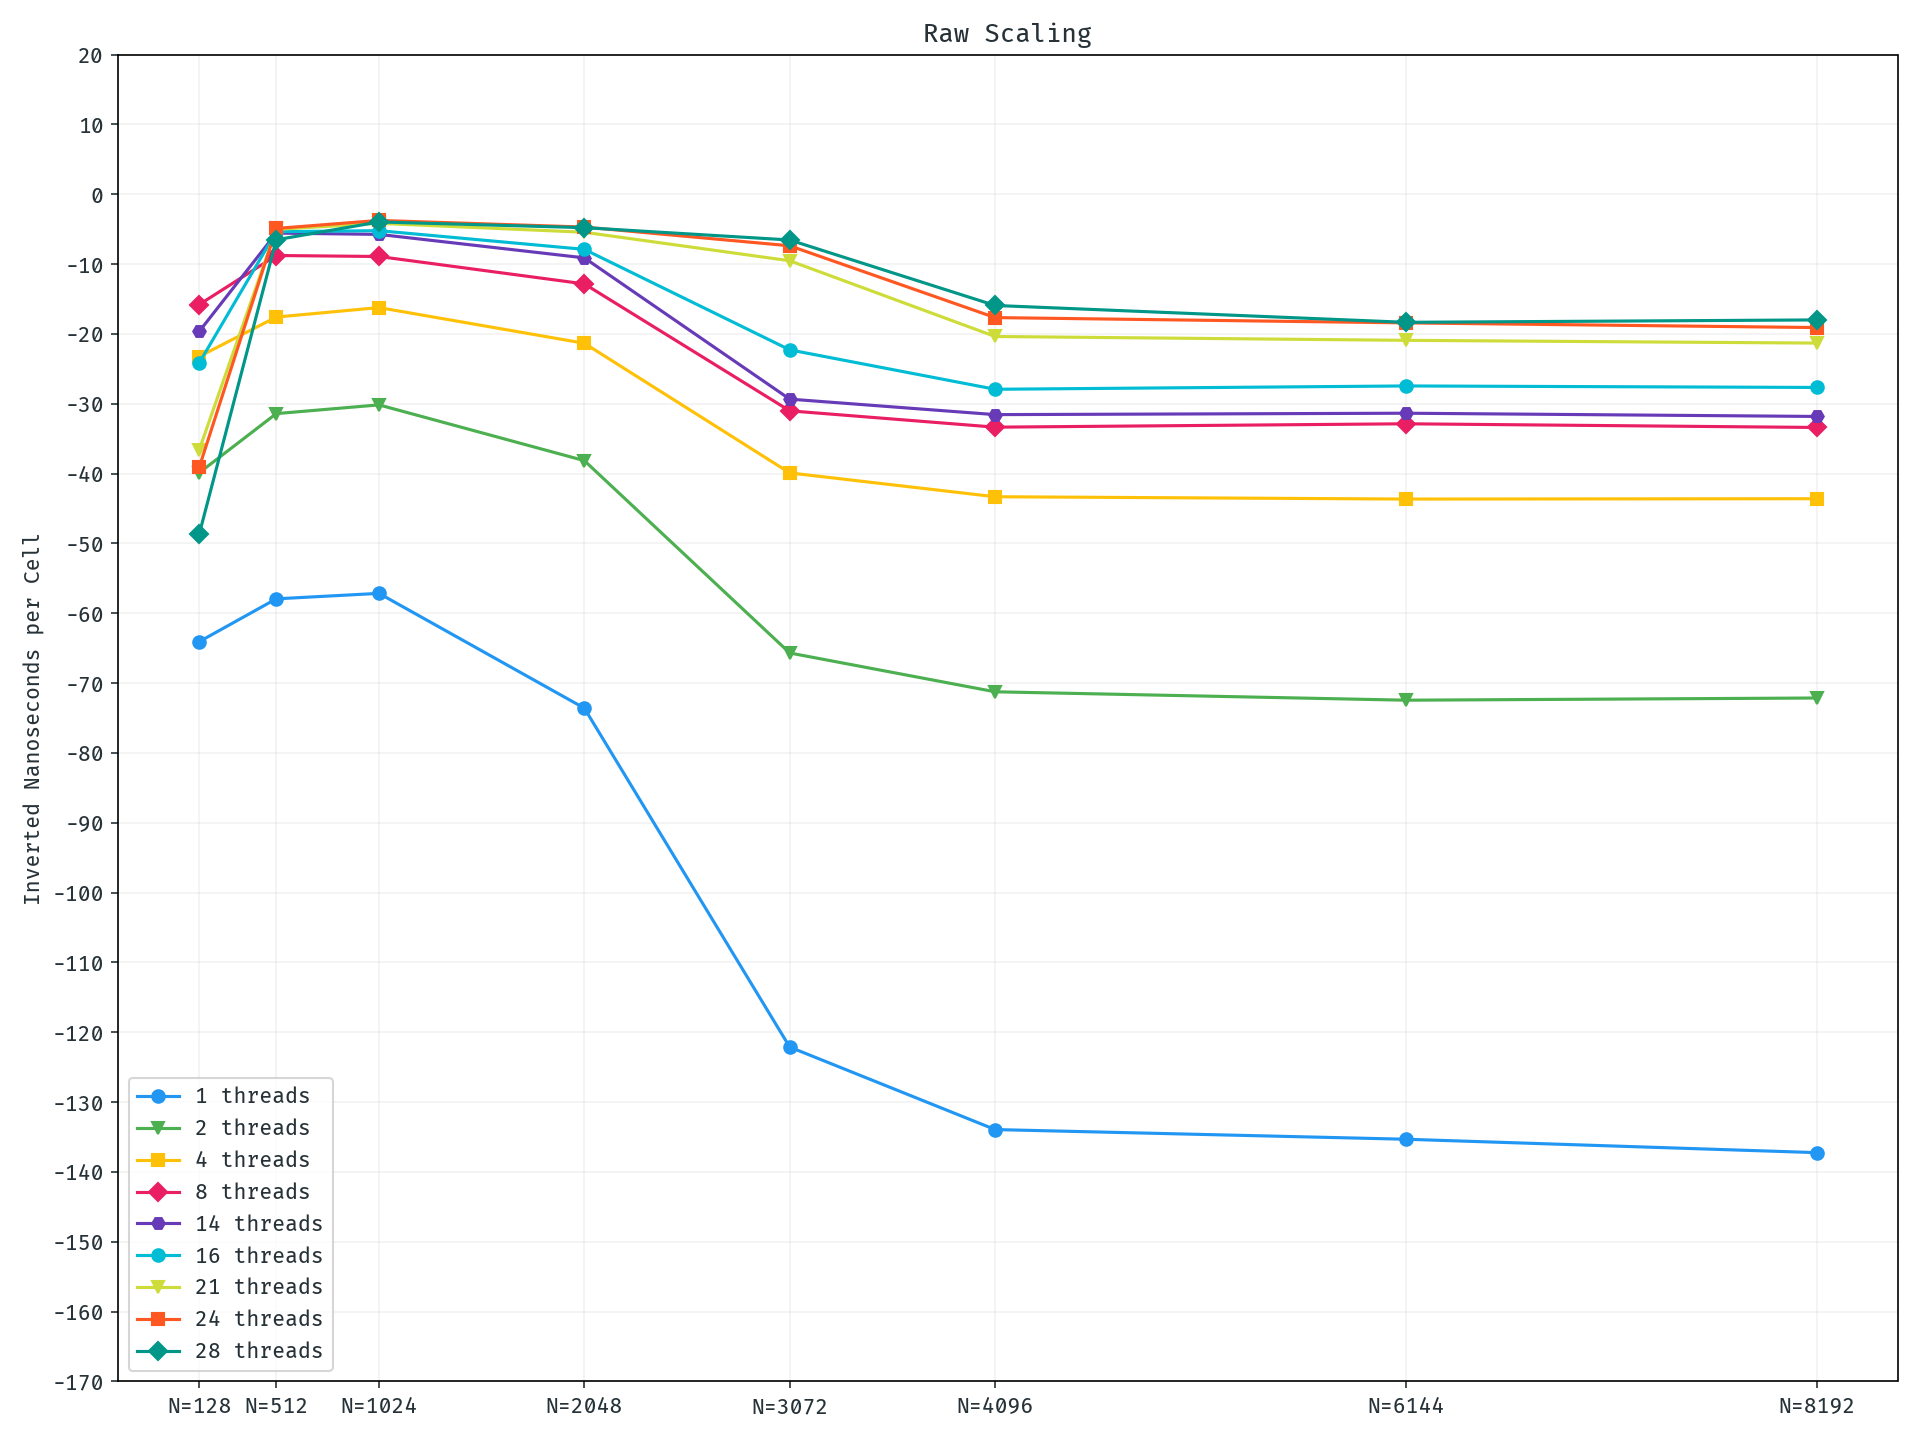 Raw Scaling
20
10
0
-10
-20
-30
-40
-50
-60
-70
-80
-90
-100
-110
-120
-130
-140
-150
-160
-170
Inverted Nanoseconds per Cell
1 threads
2 threads
4 threads
8 threads
14 threads
16 threads
21 threads
24 threads
28 threads
N=128 N=512 N=1024 N=2048 N=3072 N=4096 N=6144 N=8192